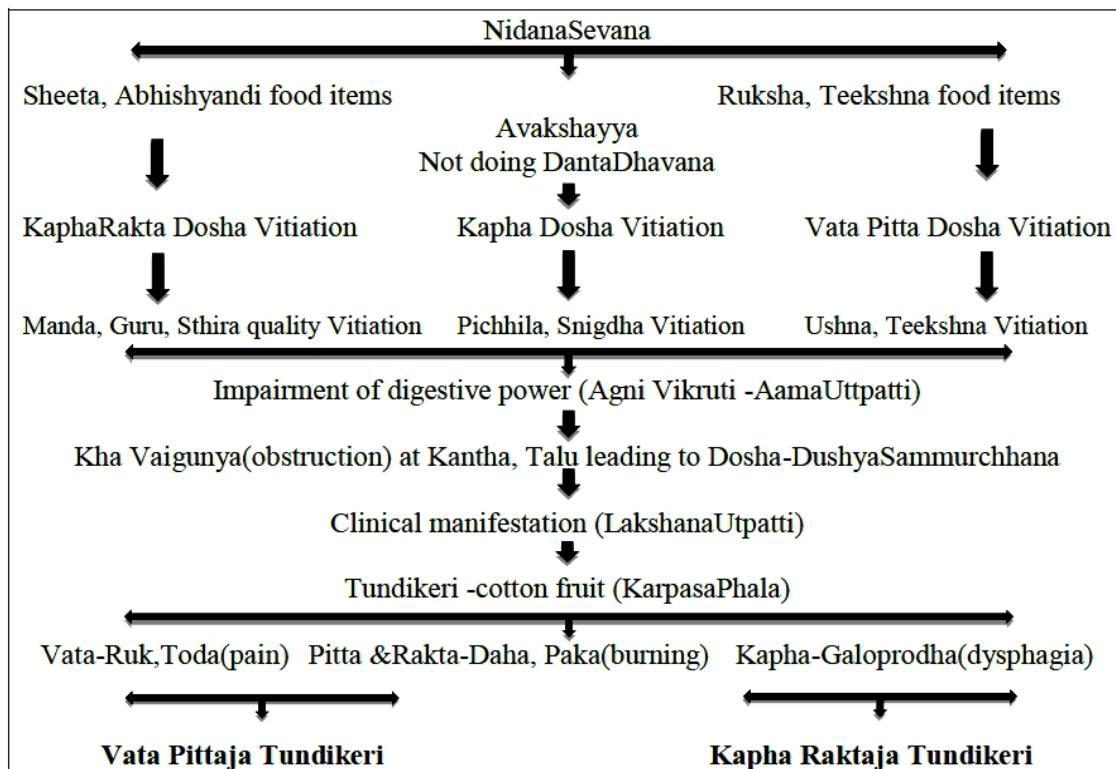 NidanaSevana
Sheeta, Abhishyandi food items
Ruksha, Teekshna food items
Avakshayya
Not doing DantaDhavana
KaphaRakta Dosha Vitiation
Kapha Dosha Vitiation
Vata Pitta Dosha Vitiation
Manda, Guru, Sthira quality Vitiation
Pichhila, Snigdha Vitiation
Ushna, Teekshna Vitiation
Impairment of digestive power (Agni Vikruti -AamaUttpatti)
Kha Vaigunya(obstruction) at Kantha, Talu leading to Dosha-DushyaSammurchhana
Clinical manifestation (LakshanaUtpatti)
Tundikeri -cotton fruit (KarpasaPhala)
Vata-Ruk,Toda(pain)
Pitta &Rakta-Daha, Paka(burning)
Kapha-Galoprodha(dysphagia)
Vata Pittaja Tundikeri
Kapha Raktaja Tundikeri